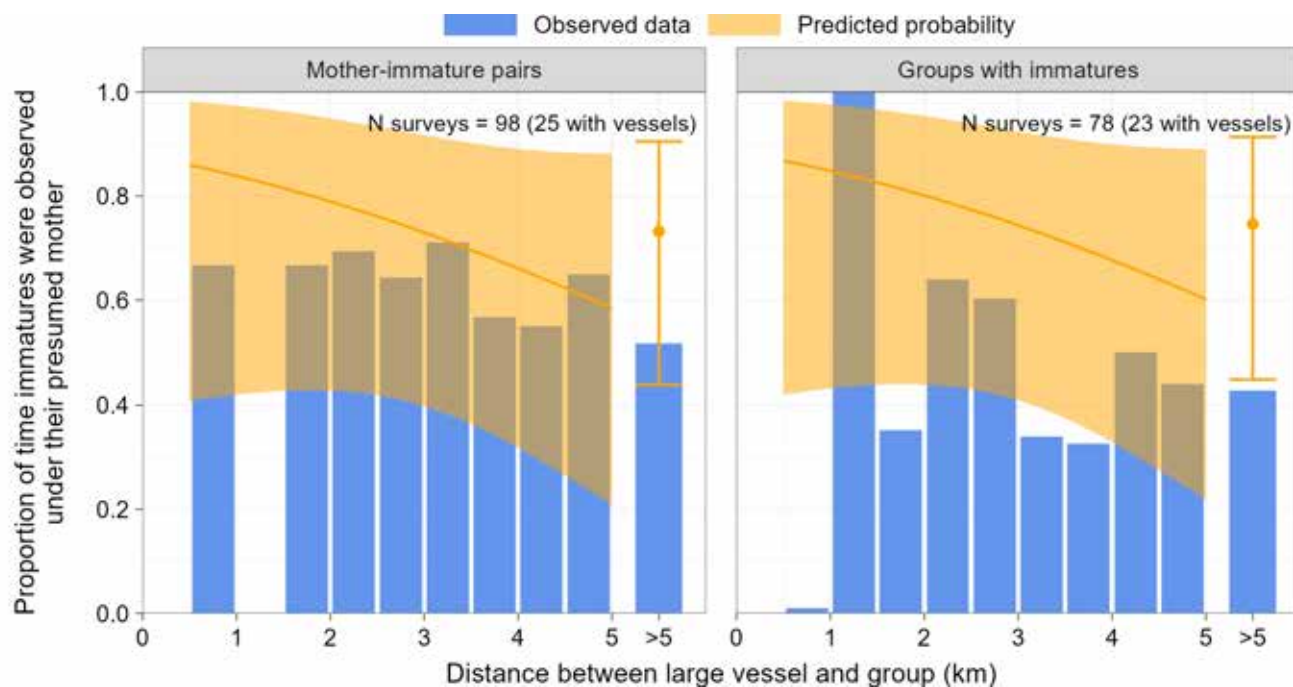 Observed data
Predicted probability
Mother-immature pairs
Groups with immatures
N surveys = 98 (25 with vessels)
N surveys = 78 (23 with vessels)
Proportion of time immatures were observed
under their presumed mother
1.0
0.8
0.6
0.4
0.2
0.0
0 1 2 3 4 5 >5
0 1 2 3 4 5 >5
Distance between large vessel and group (km)